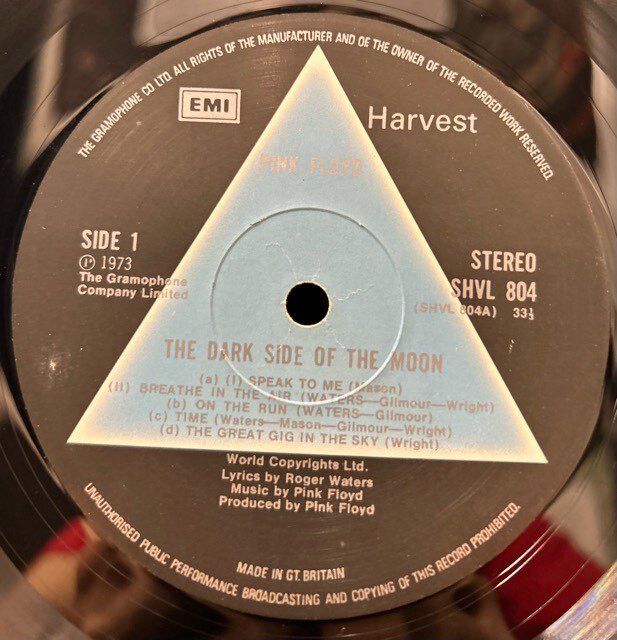 THE GRAMOPHONE CO LTD. ALL RIGHTS OF THE MANUFACTURER AND OF THE OWNER OF THE RECORDED WORK RESERVED.
EMI
Harvest
PINK FLOYD
SIDE 1
℗ 1973
The Gramophone
Company Limited
STEREO
SHVL 804
(SHVL 804A) 33⅓
THE DARK SIDE OF THE MOON
(a) (I) SPEAK TO ME (Mason)
(II) BREATHE IN THE AIR (WATERS—Gilmour—Wright)
(b) ON THE RUN (WATERS—Gilmour)
(c) TIME (Waters—Mason—Gilmour—Wright)
(d) THE GREAT GIG IN THE SKY (Wright)
World Copyrights Ltd.
Lyrics by Roger Waters
Music by Pink Floyd
Produced by Pink Floyd
MADE IN GT. BRITAIN
UNAUTHORISED PUBLIC PERFORMANCE BROADCASTING AND COPYING OF THIS RECORD PROHIBITED.